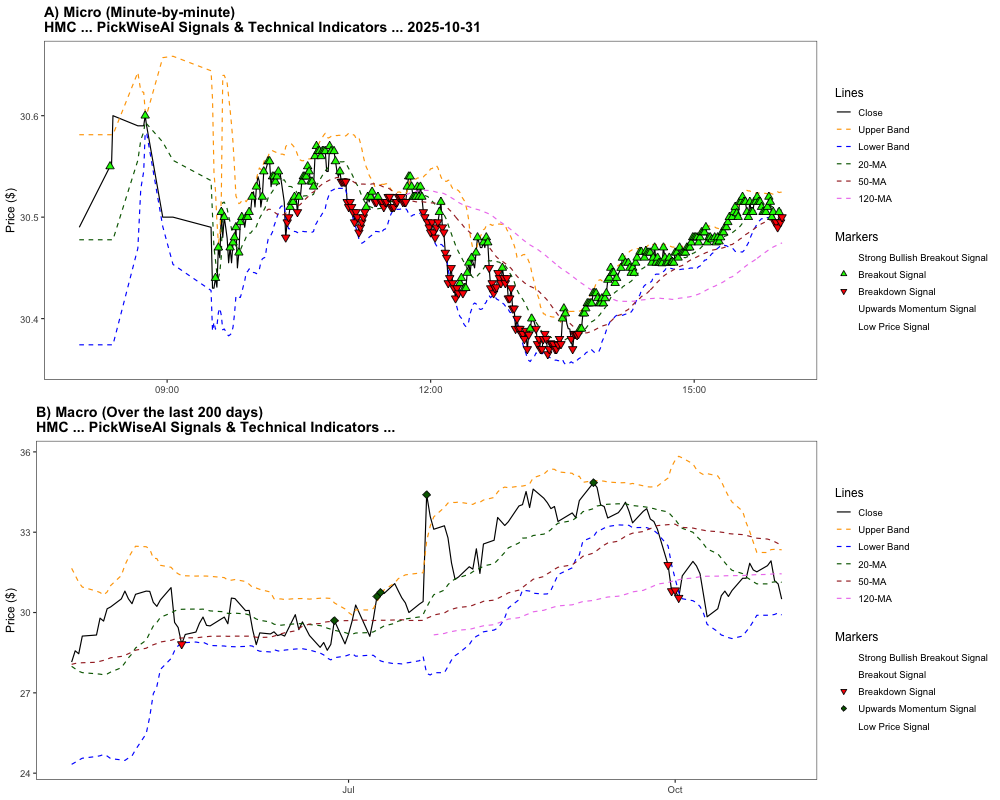 A) Micro (Minute-by-minute)
HMC ... PickWiseAI Signals & Technical Indicators ... 2025-10-31
Price ($)
30.6
30.5
30.4
09:00
12:00
15:00
Lines
Close
Upper Band
Lower Band
20-MA
50-MA
120-MA
Markers
Strong Bullish Breakout Signal
Breakout Signal
Breakdown Signal
Upwards Momentum Signal
Low Price Signal
B) Macro (Over the last 200 days)
HMC ... PickWiseAI Signals & Technical Indicators ...
Price ($)
36
33
30
27
24
Jul
Oct
Lines
Close
Upper Band
Lower Band
20-MA
50-MA
120-MA
Markers
Strong Bullish Breakout Signal
Breakout Signal
Breakdown Signal
Upwards Momentum Signal
Low Price Signal